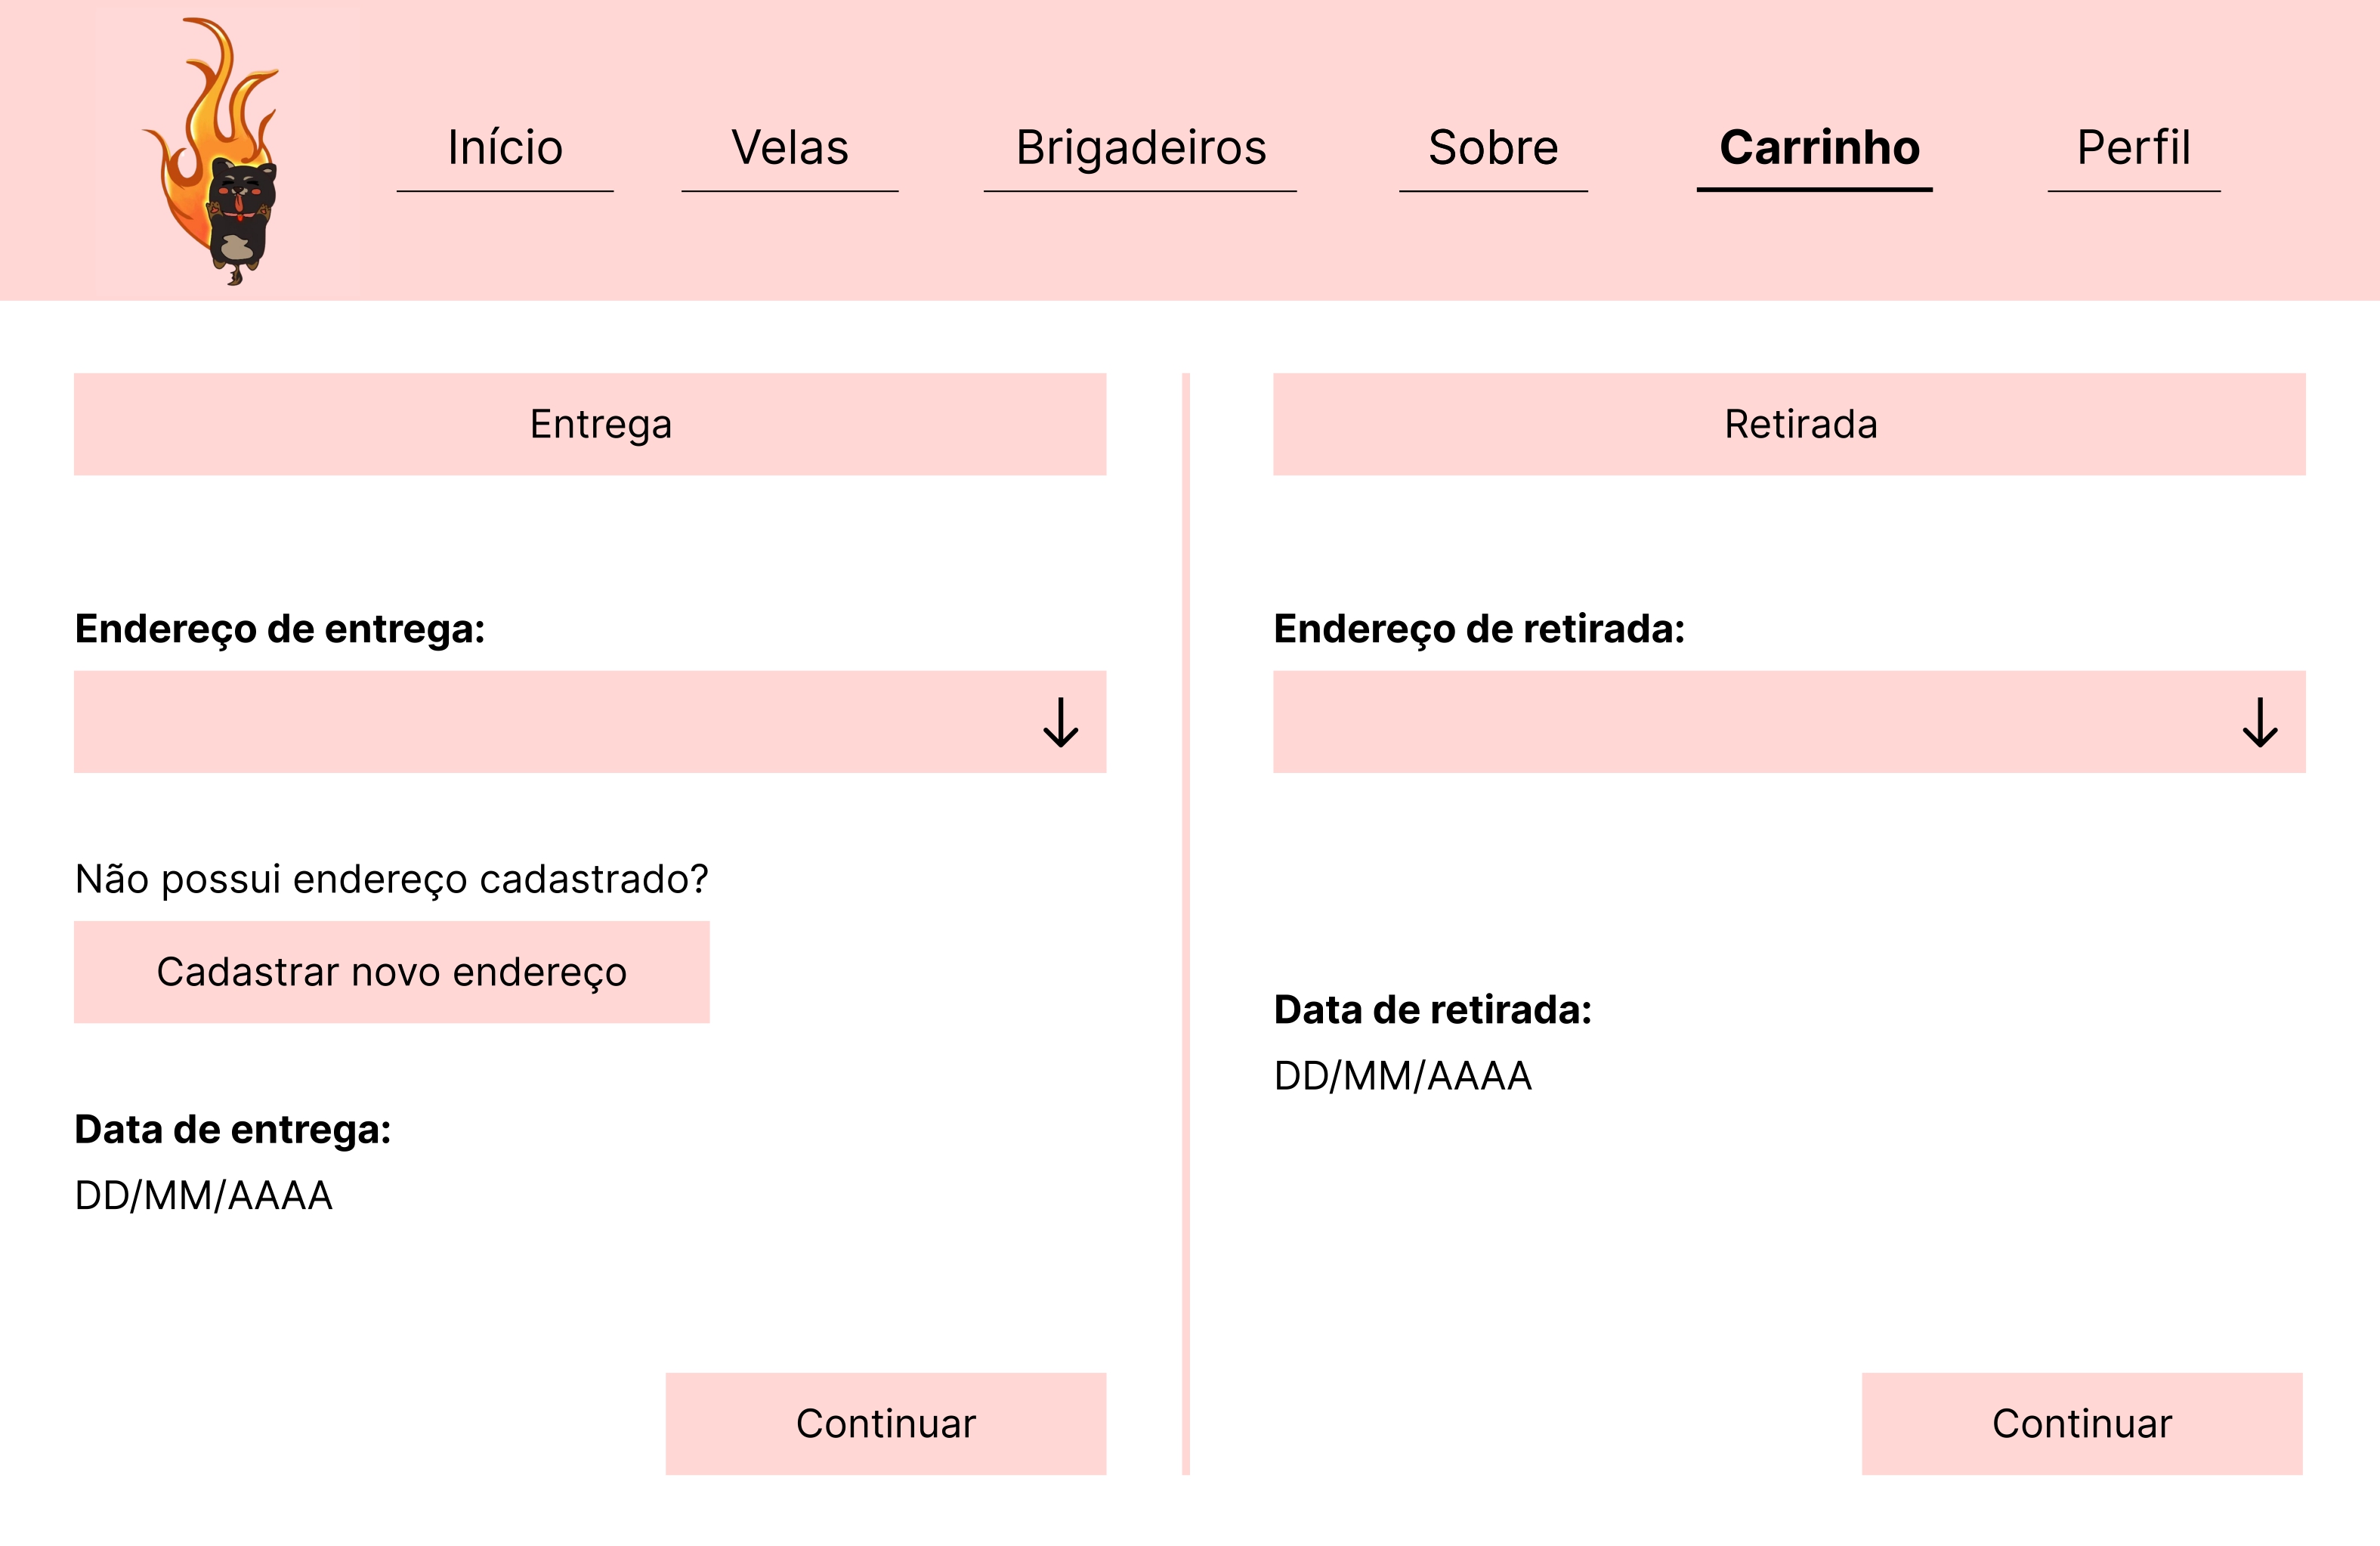 Início
Velas
Brigadeiros
Sobre
Carrinho
Perfil
Entrega
Endereço de entrega:
Não possui endereço cadastrado?
Cadastrar novo endereço
Data de entrega:
DD/MM/AAAA
Continuar
Retirada
Endereço de retirada:
Data de retirada:
DD/MM/AAAA
Continuar